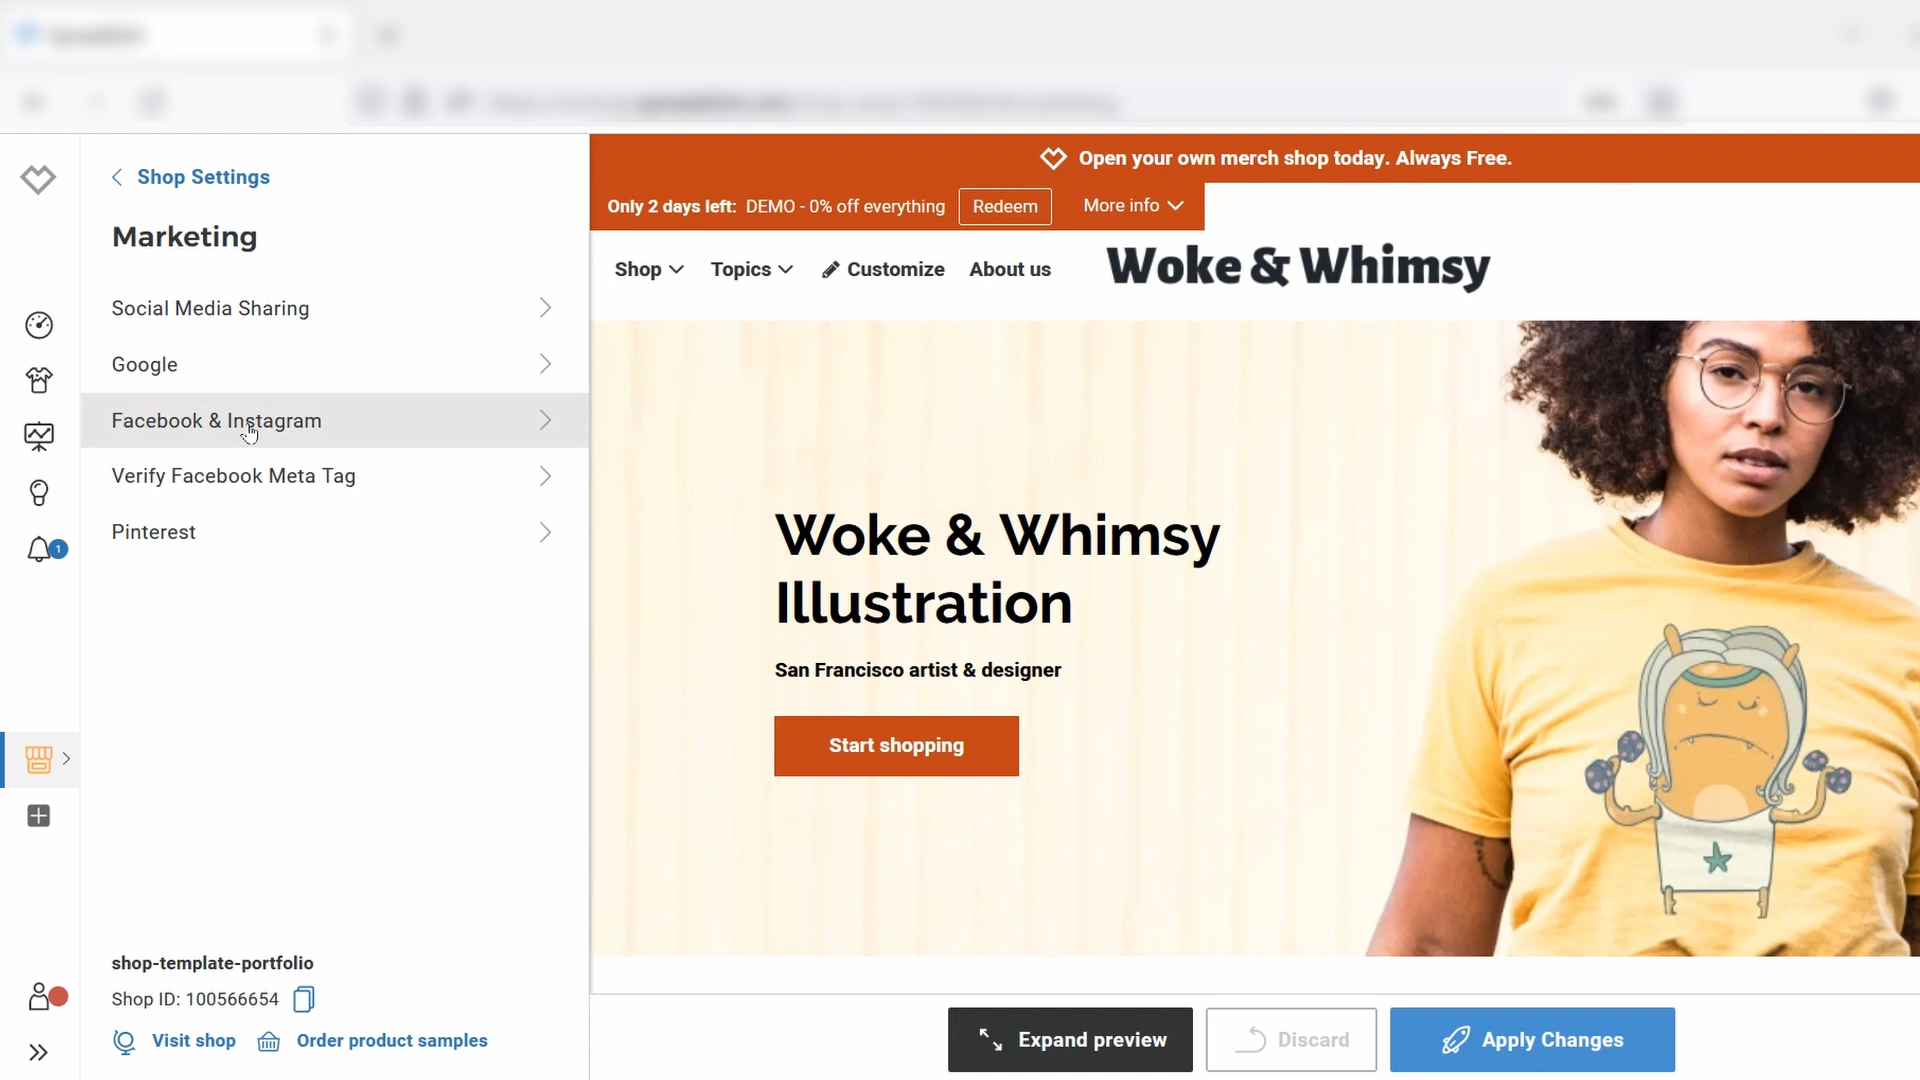 Shop Settings
Marketing
Social Media Sharing
Google
Facebook & Instagram
Verify Facebook Meta Tag
Pinterest
1
shop-template-portfolio
Shop ID: 100566654
Visit shop
Order product samples
Open your own merch shop today. Always Free.
Only 2 days left: DEMO - 0% off everything Redeem More info
Shop Topics Customize About us
Woke & Whimsy
Woke & Whimsy
Illustration
San Francisco artist & designer
Start shopping
Expand preview
Discard
Apply Changes